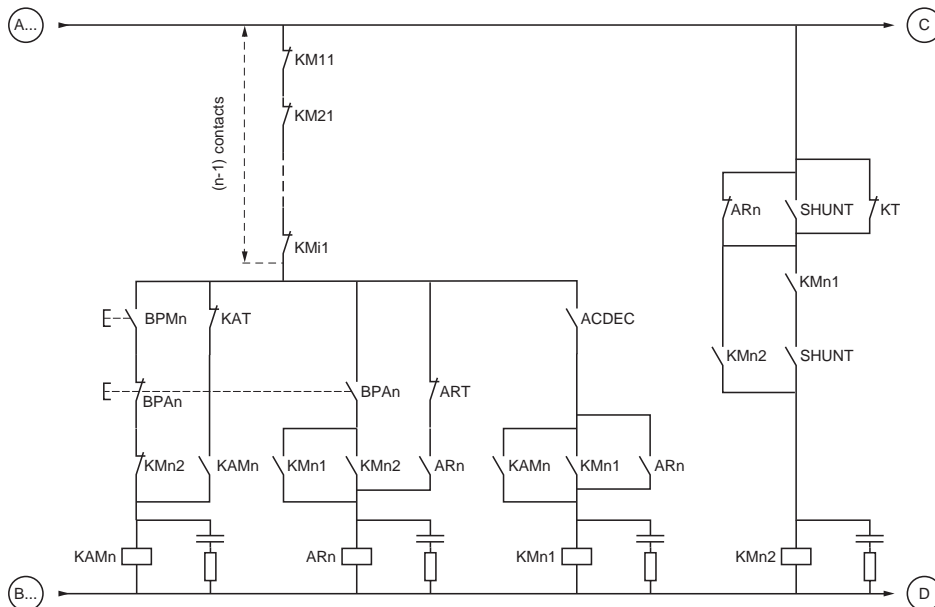 A...
C
KM11
KM21
(n-1) contacts
ARn
SHUNT
KT
KMi1
KMn1
BPMn
KAT
ACDEC
KMn2
SHUNT
BPAn
BPAn
ART
KMn2
KAMn
KMn1
KMn2
ARn
KAMn
KMn1
ARn
KAMn
ARn
KMn1
KMn2
B...
D